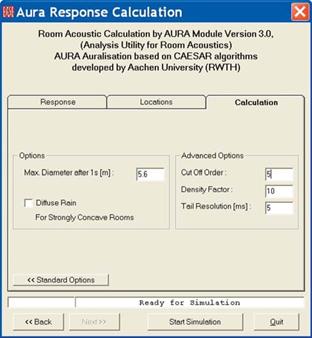 Aura Response Calculation
Room Acoustic Calculation by AURA Module Version 3.0,
(Analysis Utility for Room Acoustics)
AURA Auralisation based on CAESAR algorithms
developed by Aachen University (RWTH)
Response Locations Calculation
Options
Max. Diameter after 1s [m] : 5.6
Diffuse Rain
For Strongly Concave Rooms
Advanced Options
Cut Off Order : 5
Density Factor : 10
Tail Resolution [ms] : 5
<< Standard Options
Ready for Simulation
<< Back Next >> Start Simulation Quit